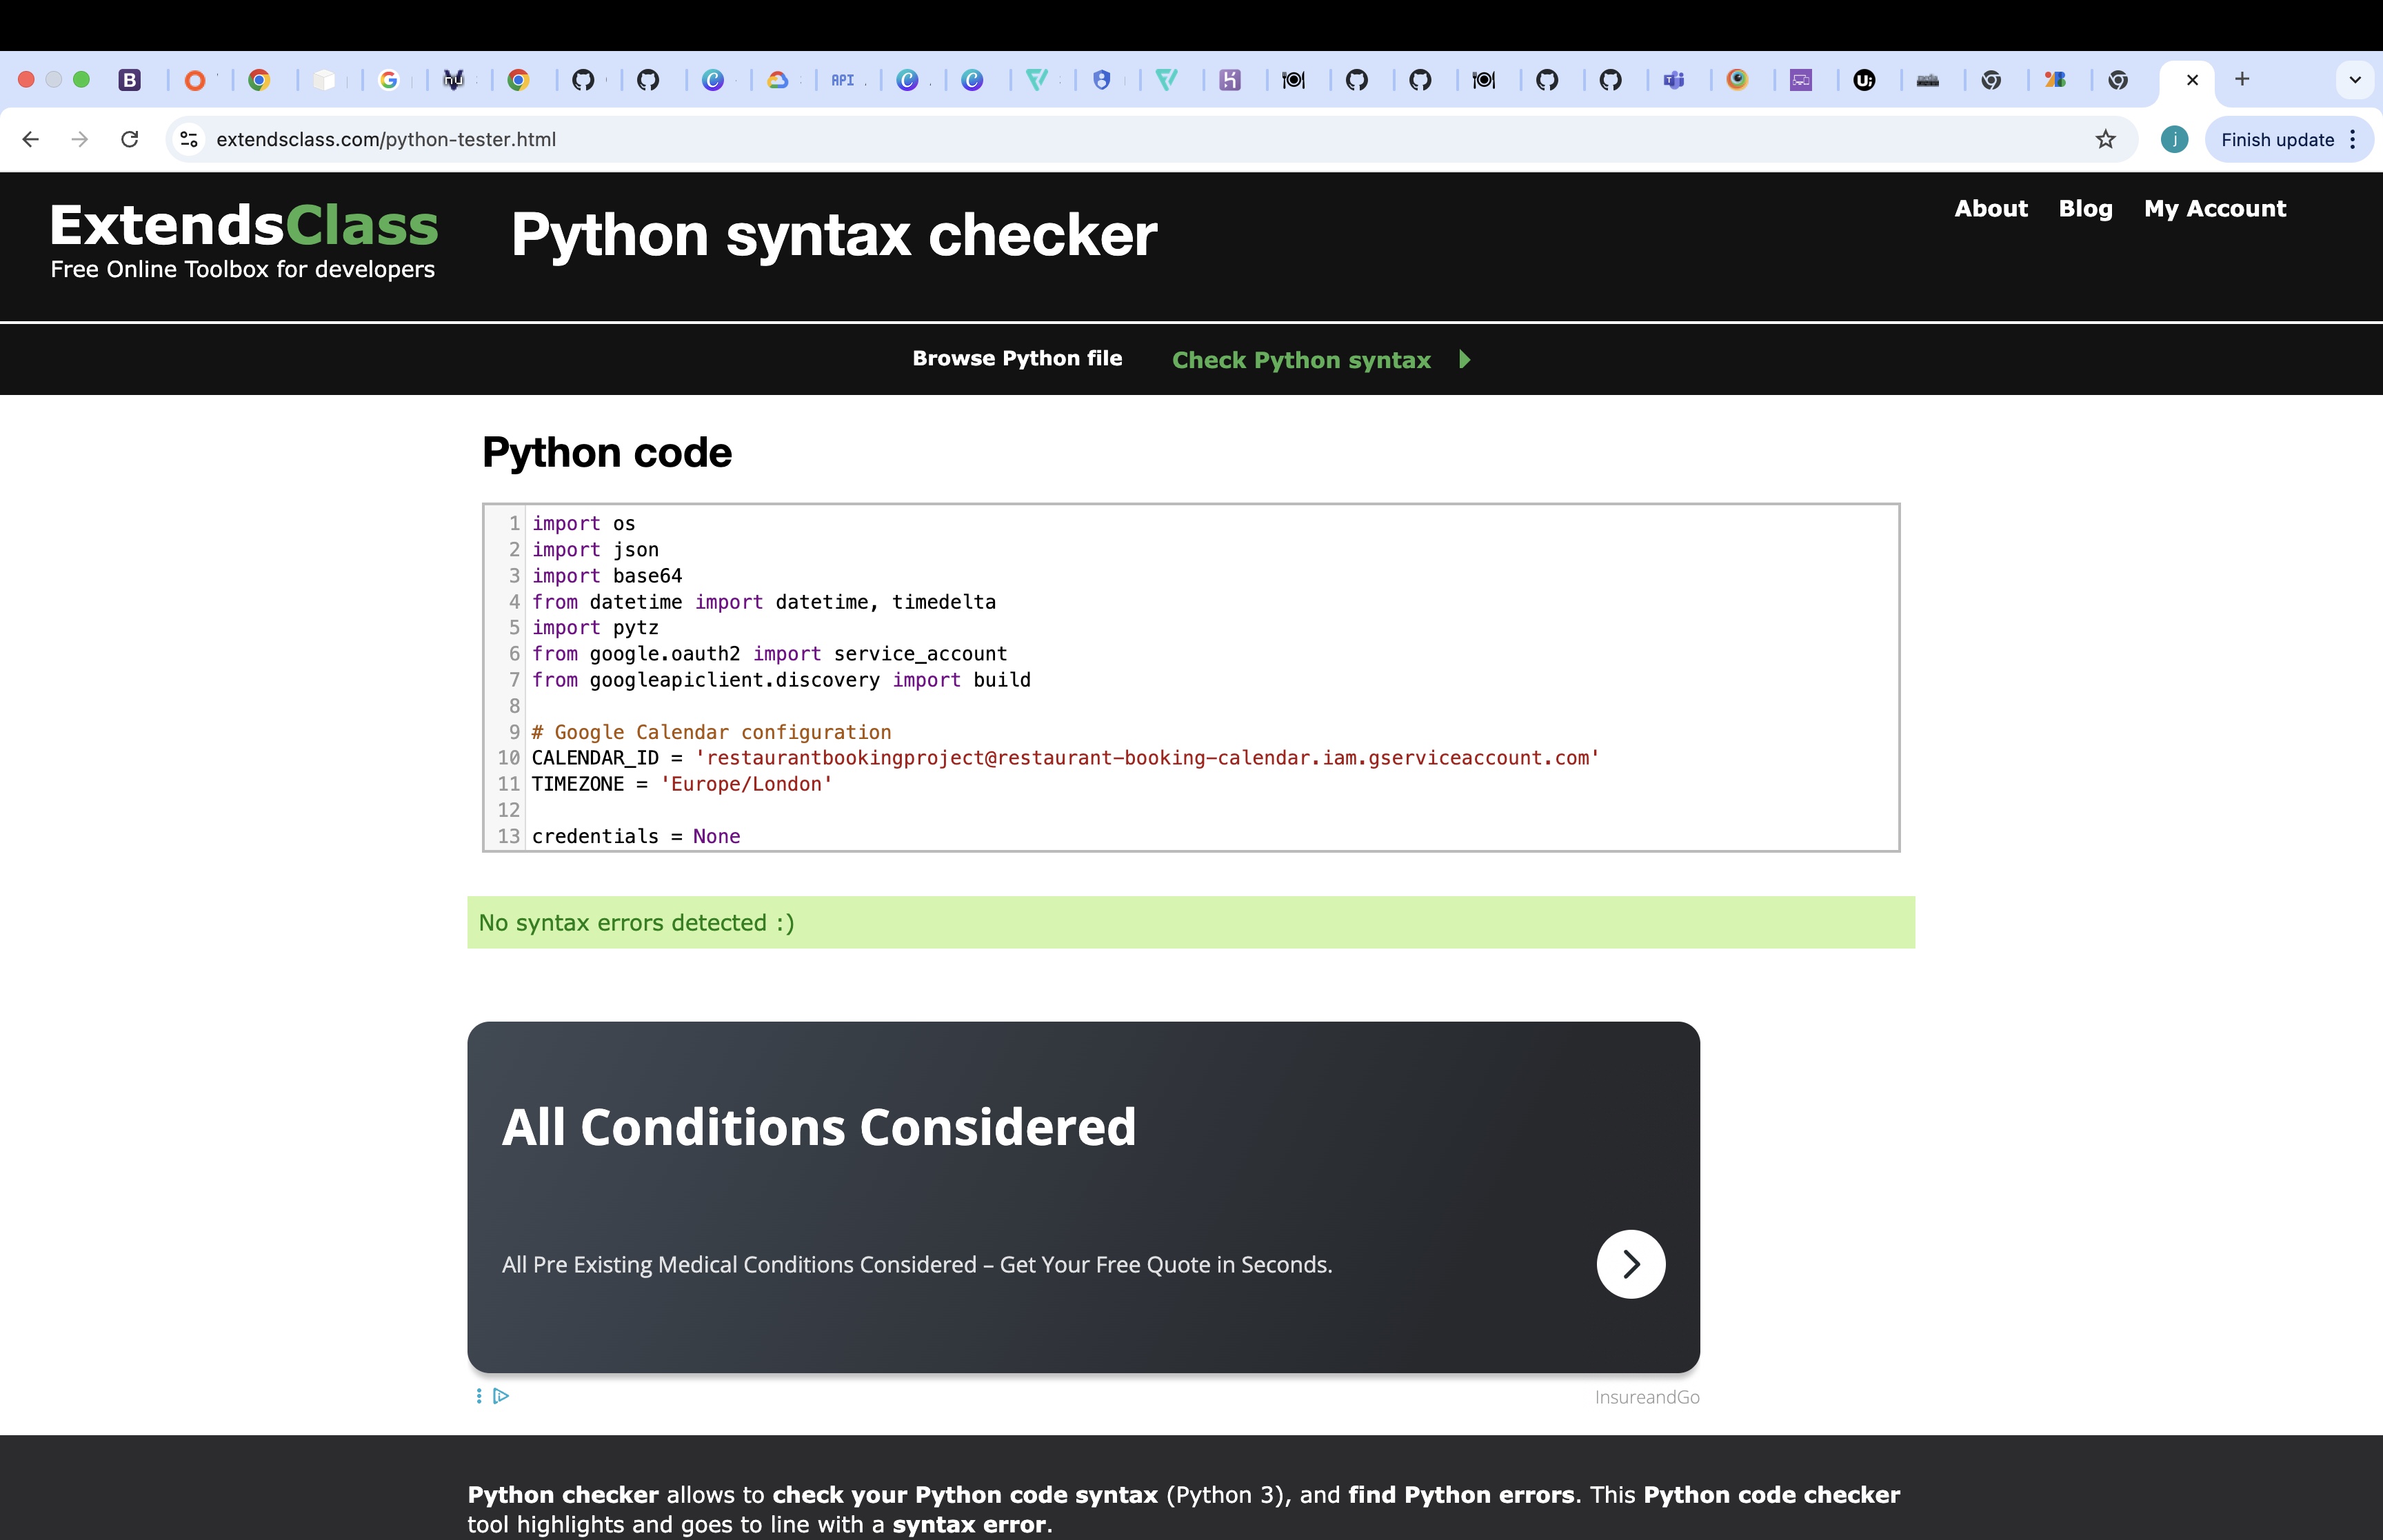 API
extendsclass.com/python-tester.html
j
Finish update
ExtendsClass
Free Online Toolbox for developers
Python syntax checker
About Blog My Account
Browse Python file
Check Python syntax
Python code
1 import os
2 import json
3 import base64
4 from datetime import datetime, timedelta
5 import pytz
6 from google.oauth2 import service_account
7 from googleapiclient.discovery import build
8
9 # Google Calendar configuration
10 CALENDAR_ID = 'restaurantbookingproject@restaurant-booking-calendar.iam.gserviceaccount.com'
11 TIMEZONE = 'Europe/London'
12
13 credentials = None
No syntax errors detected :)
All Conditions Considered
All Pre Existing Medical Conditions Considered – Get Your Free Quote in Seconds.
InsureandGo
Python checker allows to check your Python code syntax (Python 3), and find Python errors. This Python code checker
tool highlights and goes to line with a syntax error.